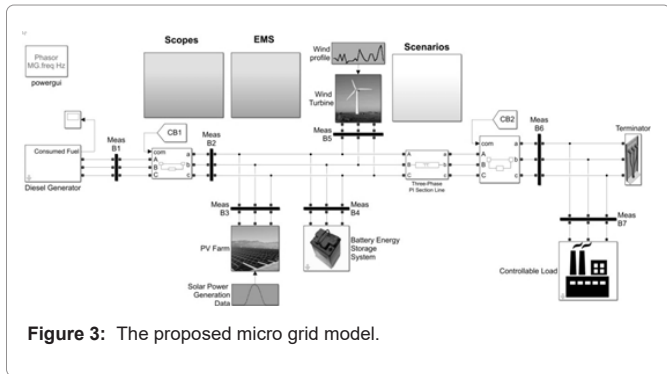 Phasor
MG.freq Hz
powergui
Scopes
EMS
Wind
profile
Scenarios
Wind
Turbine
Meas
B5
CB1
CB2
Meas
B1
com
A
B
C
a
b
c
Meas
B2
Consumed Fuel
Diesel Generator
A
B
C
a
b
c
Three-Phase
PI Section Line
com
A
B
C
a
b
c
Meas
B6
Terminator
Meas
B3
Meas
B4
Meas
B7
PV Farm
Battery Energy
Storage
System
Controllable Load
Solar Power
Generation
Data
Figure 3: The proposed micro grid model.